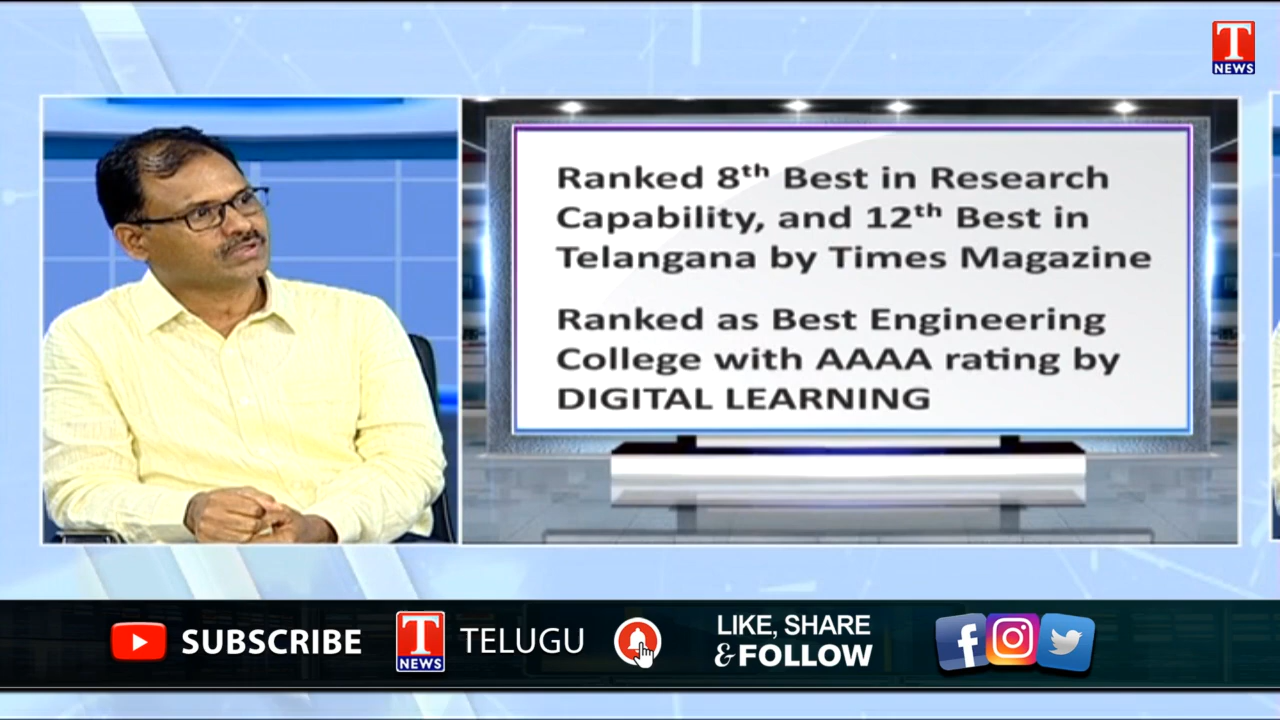 T
NEWS
Ranked 8th Best in Research
Capability, and 12th Best in
Telangana by Times Magazine
Ranked as Best Engineering
College with AAAA rating by
DIGITAL LEARNING
SUBSCRIBE
T
NEWS
TELUGU
LIKE, SHARE
& FOLLOW